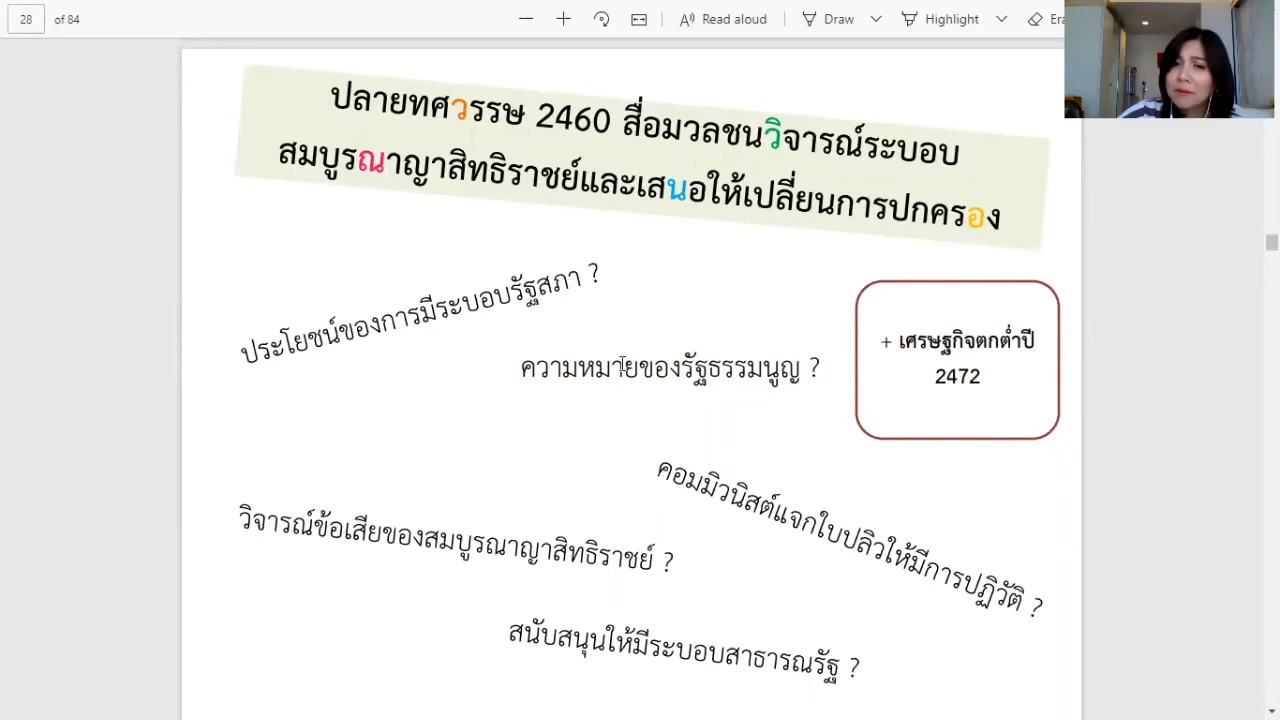 28 of 84
Read aloud
Draw
Highlight
Era
ปลายทศวรรษ 2460 สื่อมวลชนวิจารณ์ระบอบ
สมบูรณาญาสิทธิราชย์และเสนอให้เปลี่ยนการปกครอง
ประโยชน์ของการมีระบอบรัฐสภา ?
ความหมายของรัฐธรรมนูญ ?
+ เศรษฐกิจตกต่ำปี
2472
คอมมิวนิสต์แจกใบปลิวให้มีการปฏิวัติ ?
วิจารณ์ข้อเสียของสมบูรณาญาสิทธิราชย์ ?
สนับสนุนให้มีระบอบสาธารณรัฐ ?